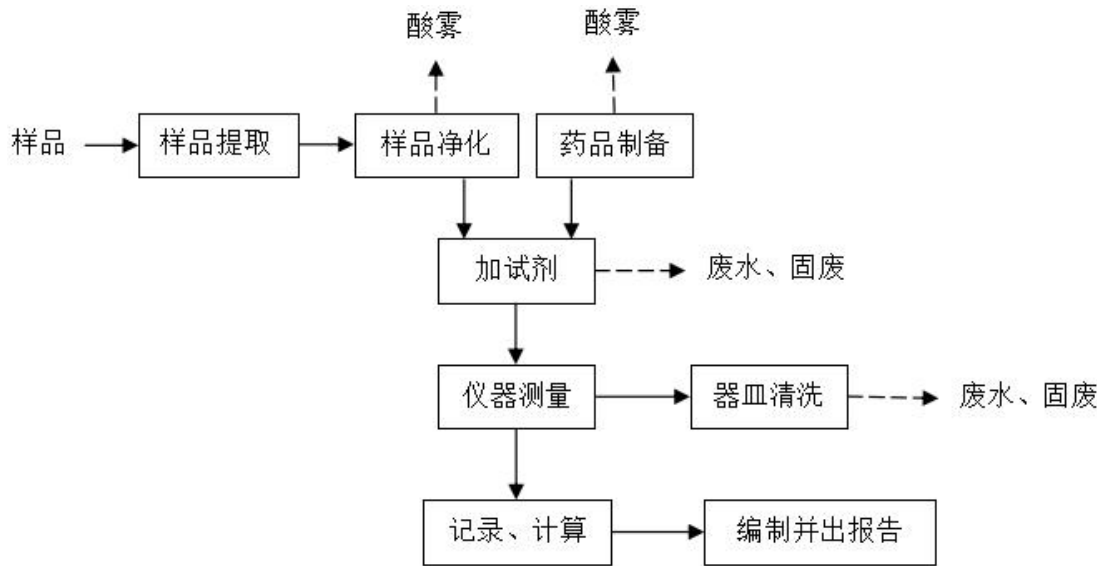 酸雾 酸雾
样品 样品提取 样品净化 药品制备
加试剂 废水、固废
仪器测量 器皿清洗 废水、固废
记录、计算 编制并出报告